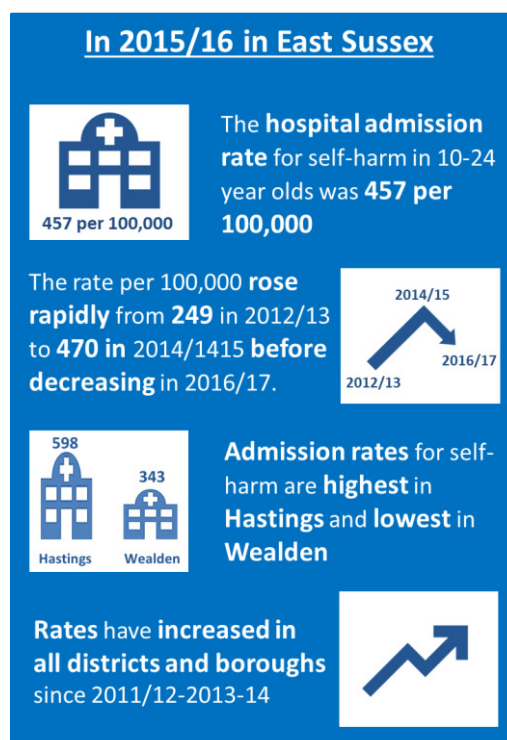 In 2015/16 in East Sussex
457 per 100,000
The hospital admission
rate for self-harm in 10-24
year olds was 457 per
100,000
The rate per 100,000 rose
rapidly from 249 in 2012/13
to 470 in 2014/1415 before
decreasing in 2016/17.
2014/15
2016/17
2012/13
598
343
Hastings
Wealden
Admission rates for self-
harm are highest in
Hastings and lowest in
Wealden
Rates have increased in
all districts and boroughs
since 2011/12-2013-14